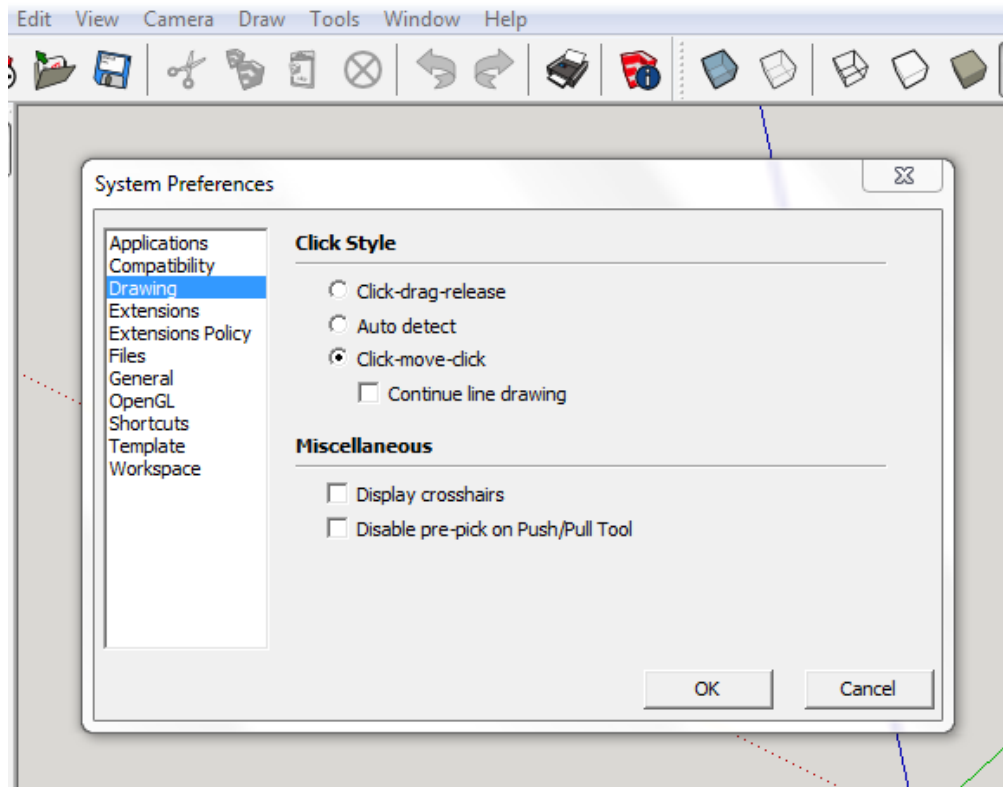 Edit View Camera Draw Tools Window Help
System Preferences
Applications
Compatibility
Drawing
Extensions
Extensions Policy
Files
General
OpenGL
Shortcuts
Template
Workspace
Click Style
Click-drag-release
Auto detect
Click-move-click
Continue line drawing
Miscellaneous
Display crosshairs
Disable pre-pick on Push/Pull Tool
OK Cancel